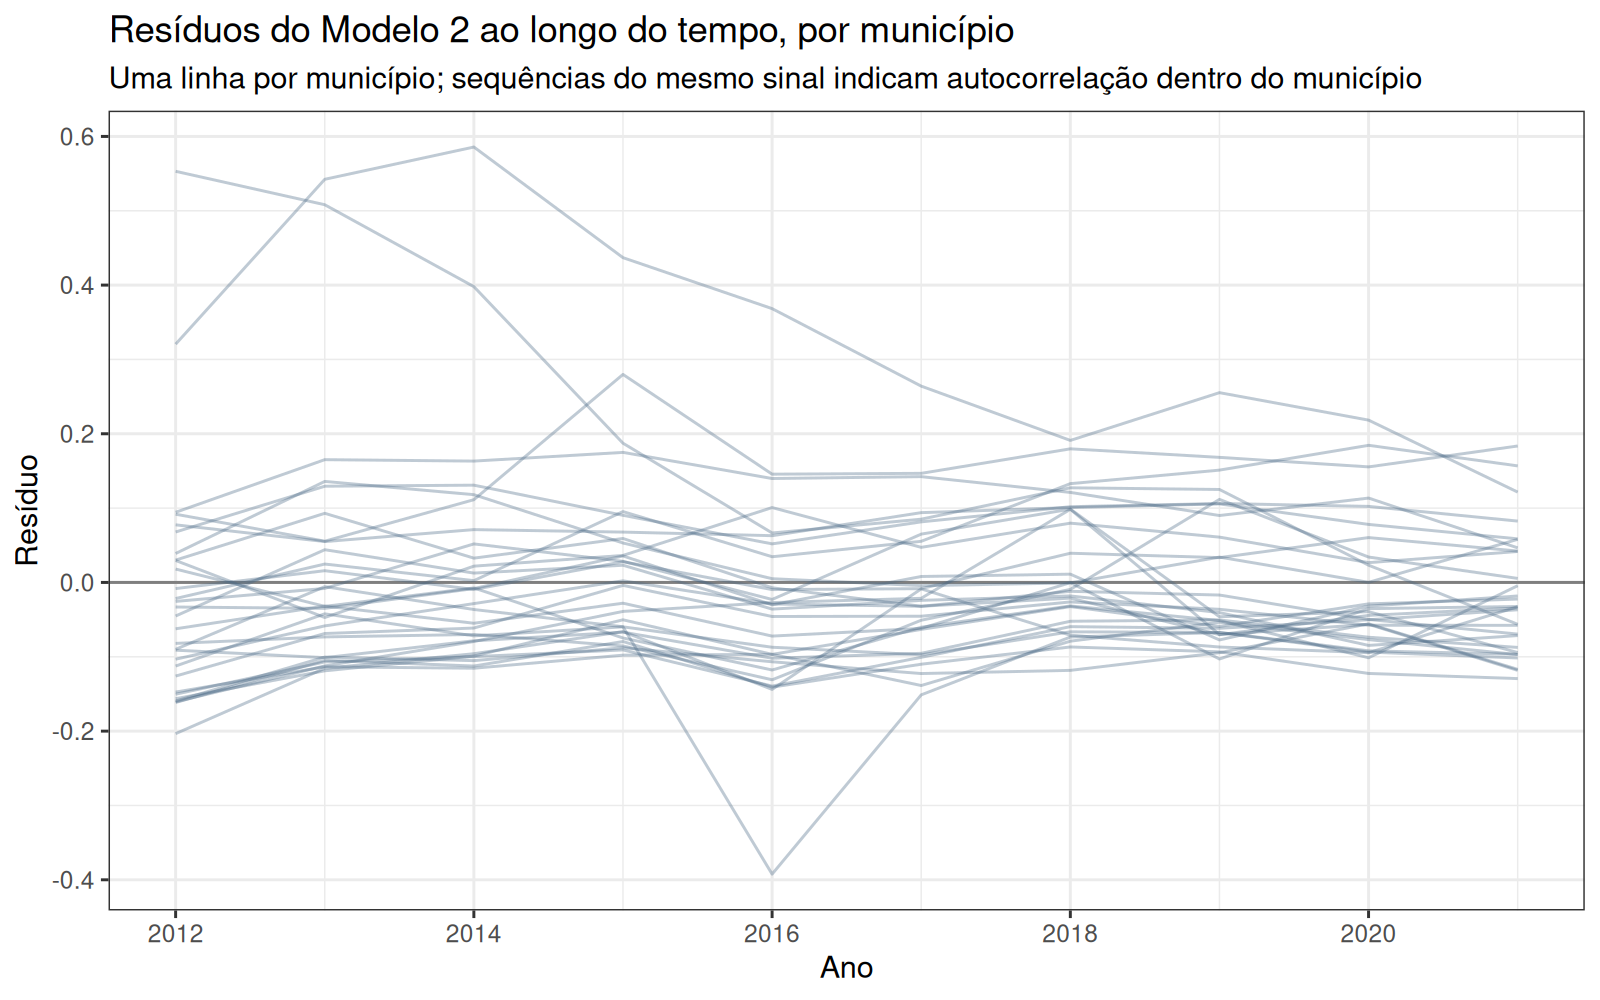 Resíduos do Modelo 2 ao longo do tempo, por município
Uma linha por município; sequências do mesmo sinal indicam autocorrelação dentro do município
0.6
0.4
0.2
0.0
-0.2
-0.4
Resíduo
2012 2014 2016 2018 2020
Ano